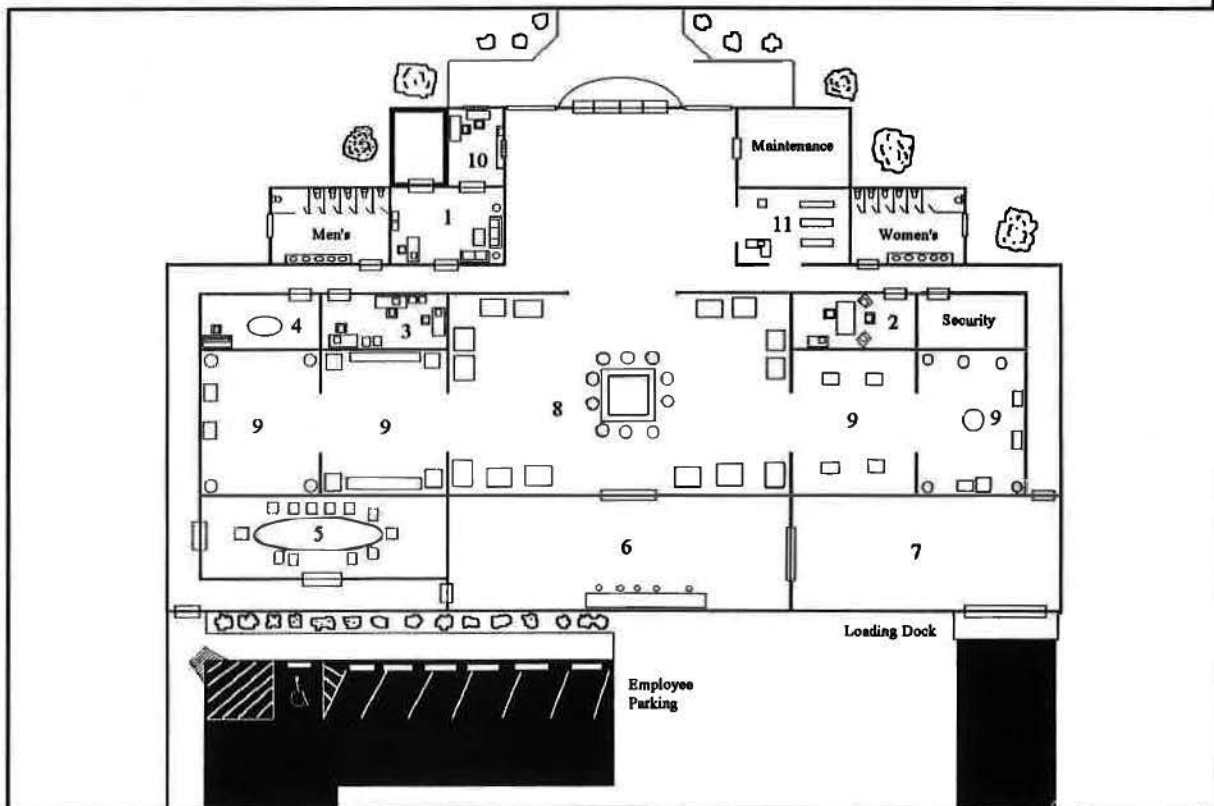 Maintenance
10
1
11
Men's
Women's
4
3
2
Security
8
9
9
9
9
5
6
7
Loading Dock
Employee
Parking